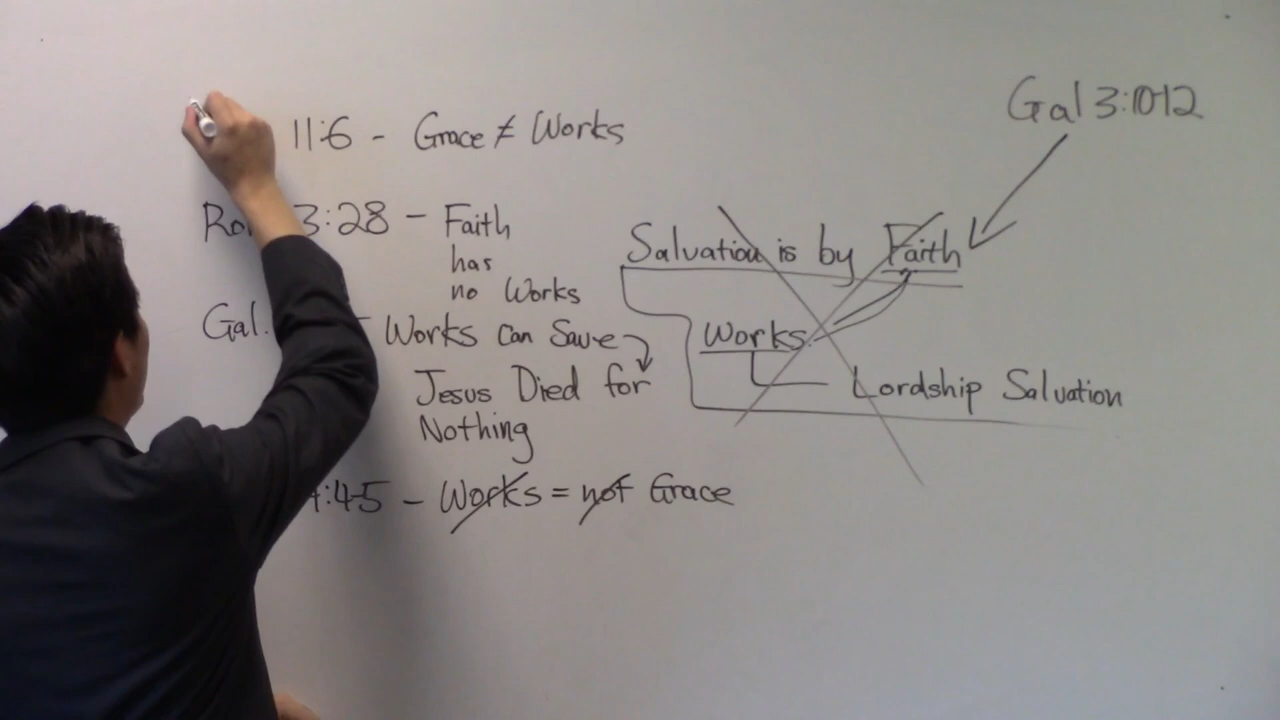 11:6 - Grace ≠ Works
Gal 3:10-12
3:28 - Faith
has
no Works
Salvation is by Faith
Gal. - Works can Save
Works
Jesus Died for
Nothing
Lordship Salvation
4:4-5 - Works = not Grace